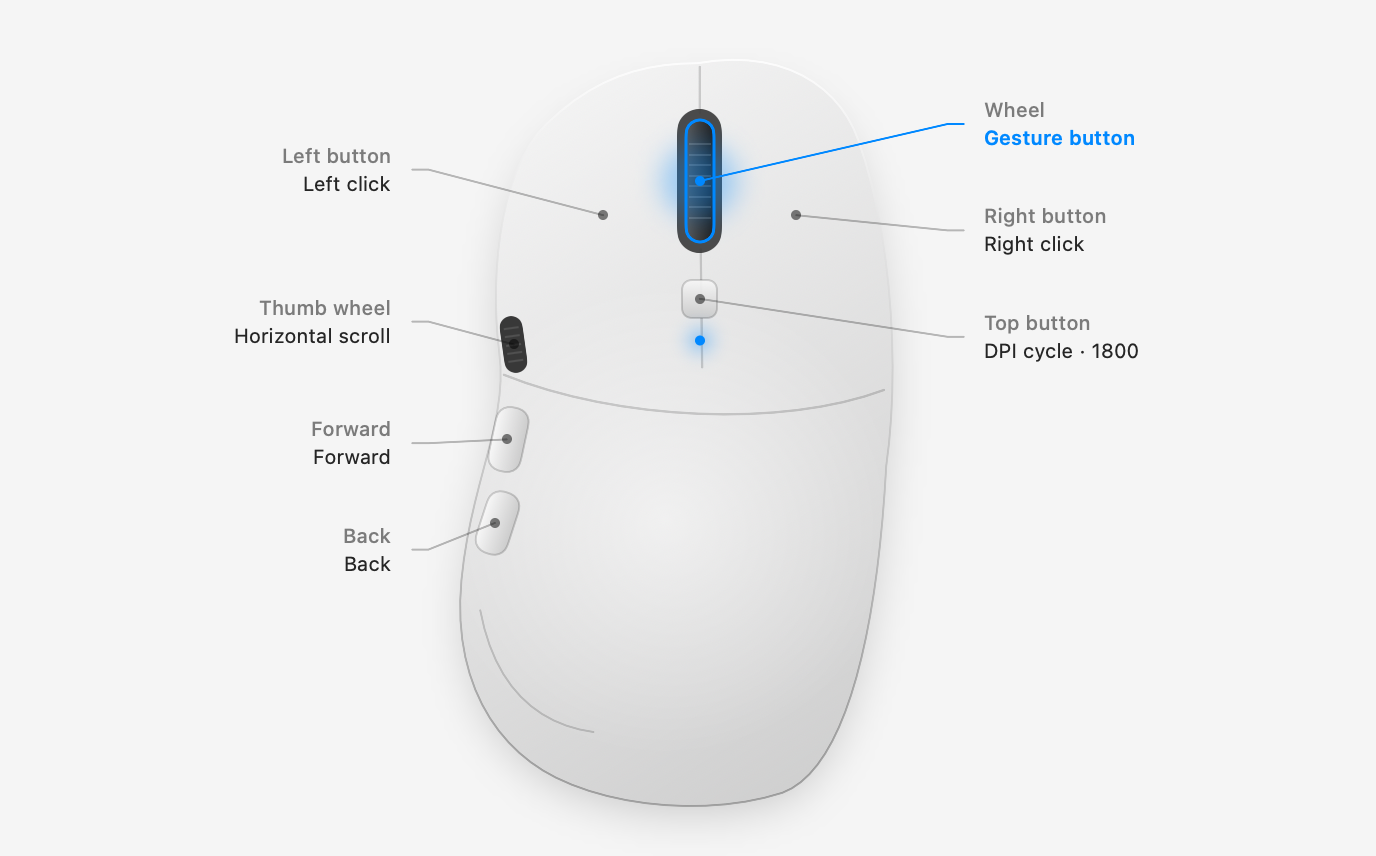 Left button
Left click
Thumb wheel
Horizontal scroll
Forward
Forward
Back
Back
Wheel
Gesture button
Right button
Right click
Top button
DPI cycle · 1800